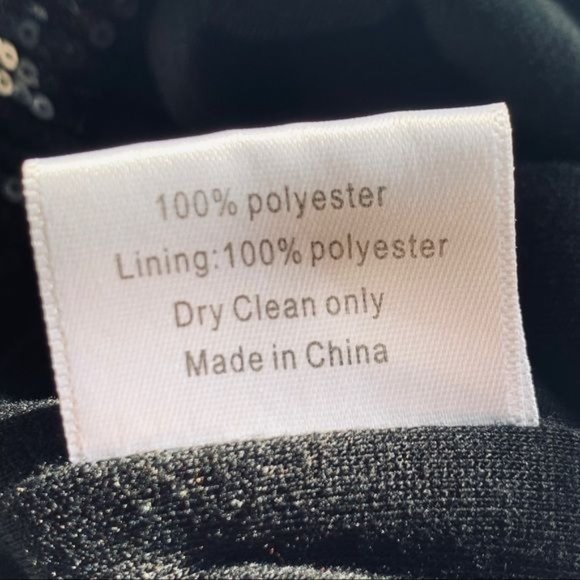 100% polyester
Lining:100% polyester
Dry Clean only
Made in China